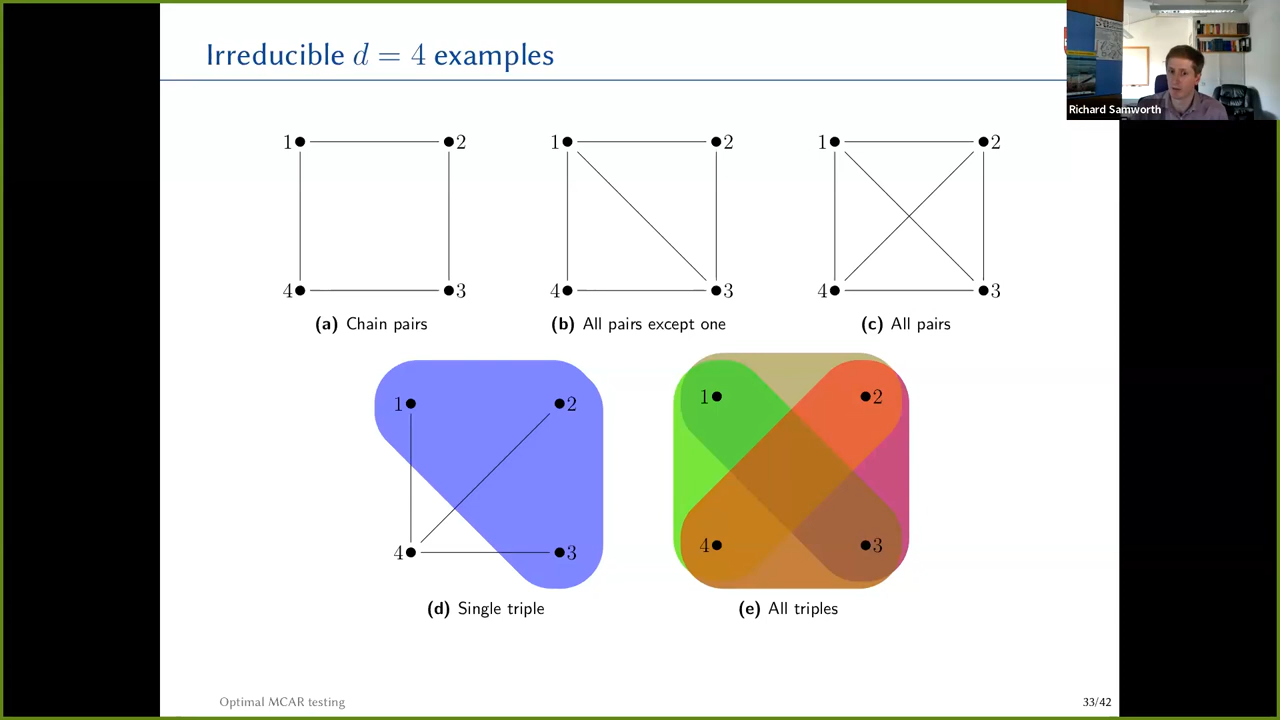 Irreducible d = 4 examples
Richard Samworth
1 2 1 2 1 2
4 3 4 3 4 3
(a) Chain pairs (b) All pairs except one (c) All pairs
1 2 1 2
4 3 4 3
(d) Single triple (e) All triples
Optimal MCAR testing 33/42